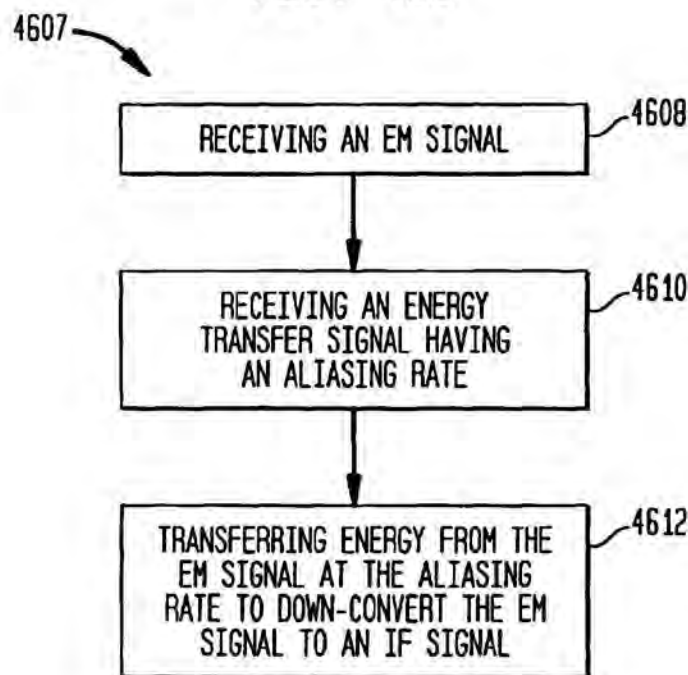 4607
RECEIVING AN EM SIGNAL
4608
RECEIVING AN ENERGY
TRANSFER SIGNAL HAVING
AN ALIASING RATE
4610
TRANSFERRING ENERGY FROM THE
EM SIGNAL AT THE ALIASING
RATE TO DOWN-CONVERT THE EM
SIGNAL TO AN IF SIGNAL
4612